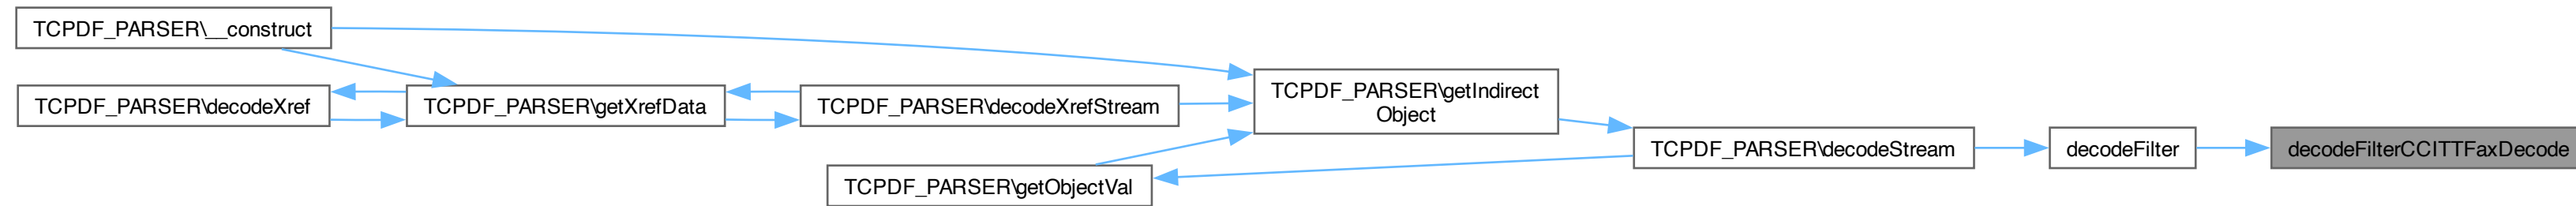 TCPDF_PARSER\__construct
TCPDF_PARSER\decodeXref
TCPDF_PARSER\getXrefData
TCPDF_PARSER\decodeXrefStream
TCPDF_PARSER\getIndirect
Object
TCPDF_PARSER\getObjectVal
TCPDF_PARSER\decodeStream
decodeFilter
decodeFilterCCITTFaxDecode